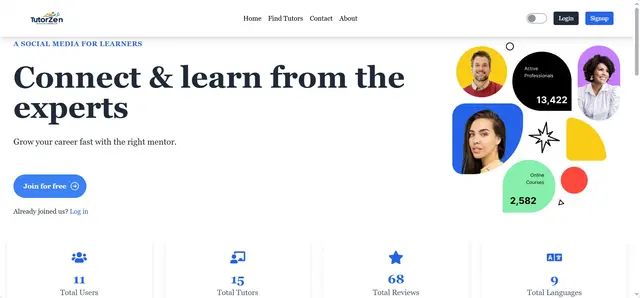 TutorZen
Home Find Tutors Contact About
Login Signup
A SOCIAL MEDIA FOR LEARNERS
Connect & learn from the
experts
Grow your career fast with the right mentor.
Join for free
Already joined us? Log in
Active
Professionals
13,422
Online
Courses
2,582
11
Total Users
15
Total Tutors
68
Total Reviews
9
Total Languages